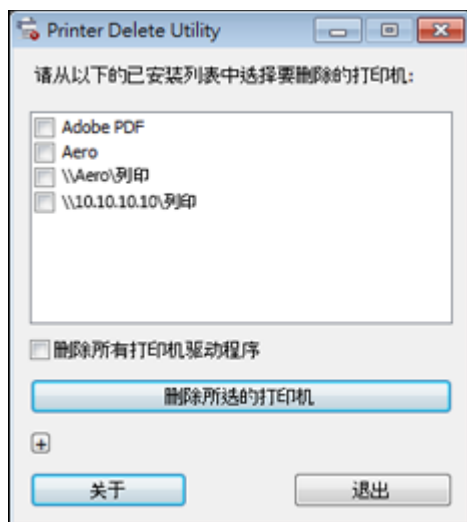 Printer Delete Utility
请从以下的已安装列表中选择要删除的打印机:
Adobe PDF
Aero
\\Aero\列印
\\10.10.10.10\列印
删除所有打印机驱动程序
删除所选的打印机
关于
退出